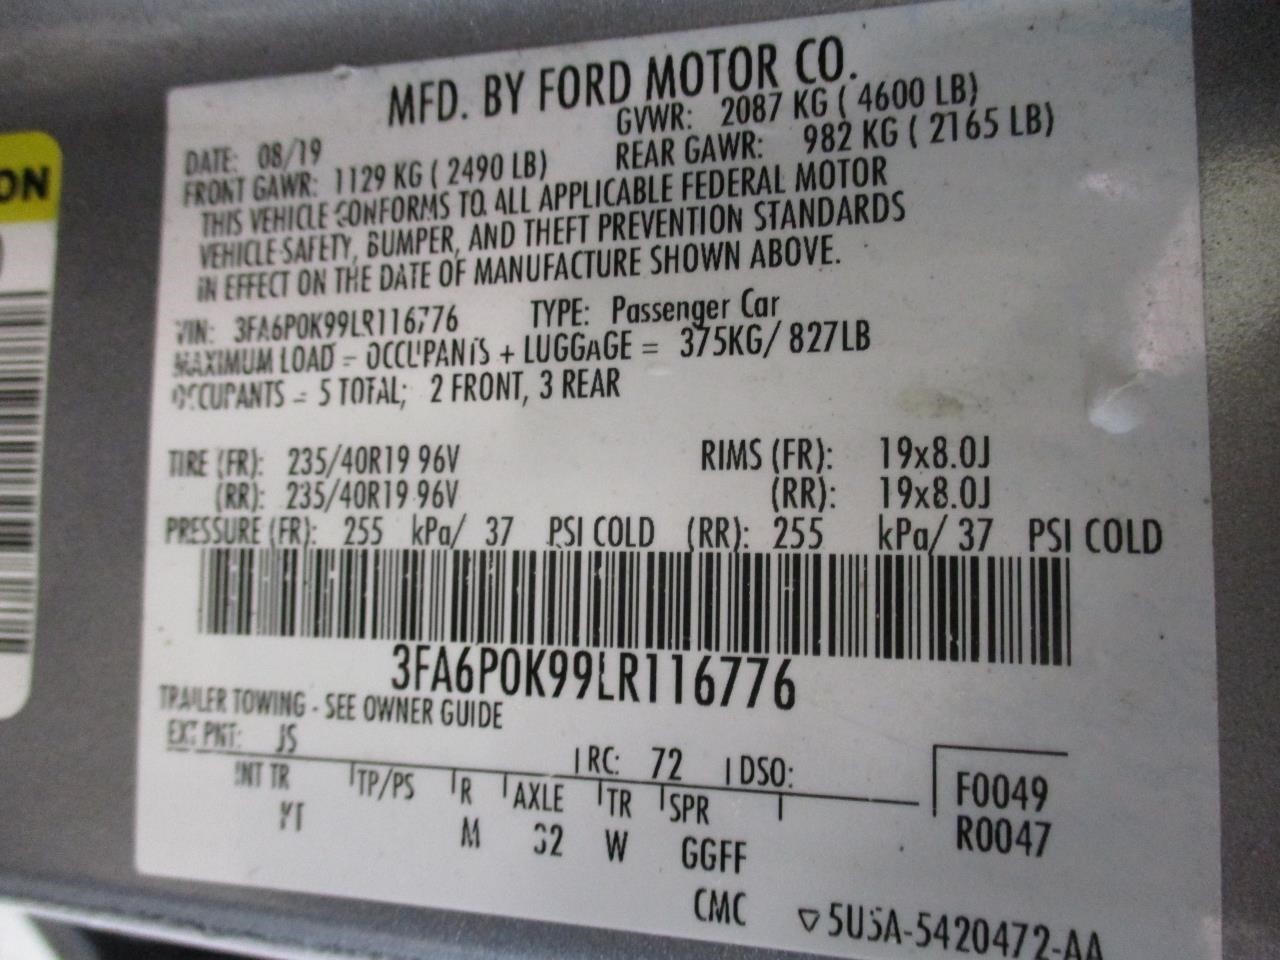 ON
MFD. BY FORD MOTOR CO.
DATE: 08/19 GVWR: 2087 KG ( 4600 LB)
FRONT GAWR: 1129 KG ( 2490 LB) REAR GAWR: 982 KG ( 2165 LB)
THIS VEHICLE CONFORMS TO ALL APPLICABLE FEDERAL MOTOR
VEHICLE SAFETY, BUMPER, AND THEFT PREVENTION STANDARDS
IN EFFECT ON THE DATE OF MANUFACTURE SHOWN ABOVE.
VIN: 3FA6P0K99LR116776 TYPE: Passenger Car
MAXIMUM LOAD = OCCUPANTS + LUGGAGE = 375KG/ 827LB
OCCUPANTS = 5 TOTAL; 2 FRONT, 3 REAR
TIRE (FR): 235/40R19 96V RIMS (FR): 19x8.0J
(RR): 235/40R19 96V (RR): 19x8.0J
PRESSURE (FR): 255 kPa/ 37 PSI COLD (RR): 255 kPa/ 37 PSI COLD
3FA6P0K99LR116776
TRAILER TOWING - SEE OWNER GUIDE
EXT PNT: JS RC: 72 DSO:
INT TR TP/PS R AXLE TR SPR F0049
M W GGFF R0047
CMC 5U5A-5420472-AA